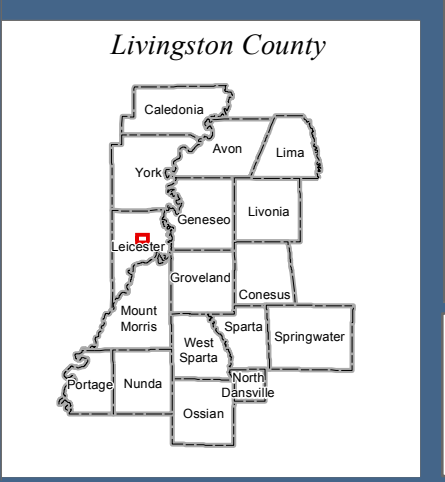 Livingston County
Caledonia
Avon
Lima
York
Geneseo
Livonia
Leicester
Groveland
Conesus
Mount
Morris
Sparta
Springwater
West
Sparta
North
Dansville
Portage
Nunda
Ossian